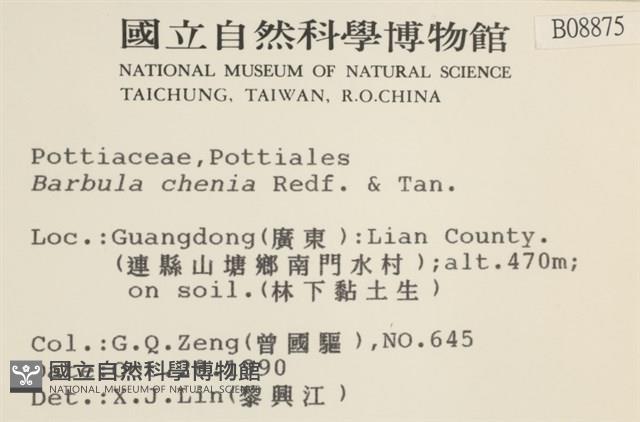 國立自然科學博物館
B08875
NATIONAL MUSEUM OF NATURAL SCIENCE
TAICHUNG, TAIWAN, R.O.CHINA
Pottiaceae,Pottiales
Barbula chenia Redf. & Tan.
Loc.:Guangdong(廣東):Lian County.
(連縣山塘鄉南門水村);alt.470m;
on soil.(林下黏土生)
Col.:G.Q.Zeng(曾國驅),NO.645
國立自然科學博物館
90
NATIONAL MUSEUM OF NATURAL SCIENCE
Det.:X.J.Lin(黎興江)